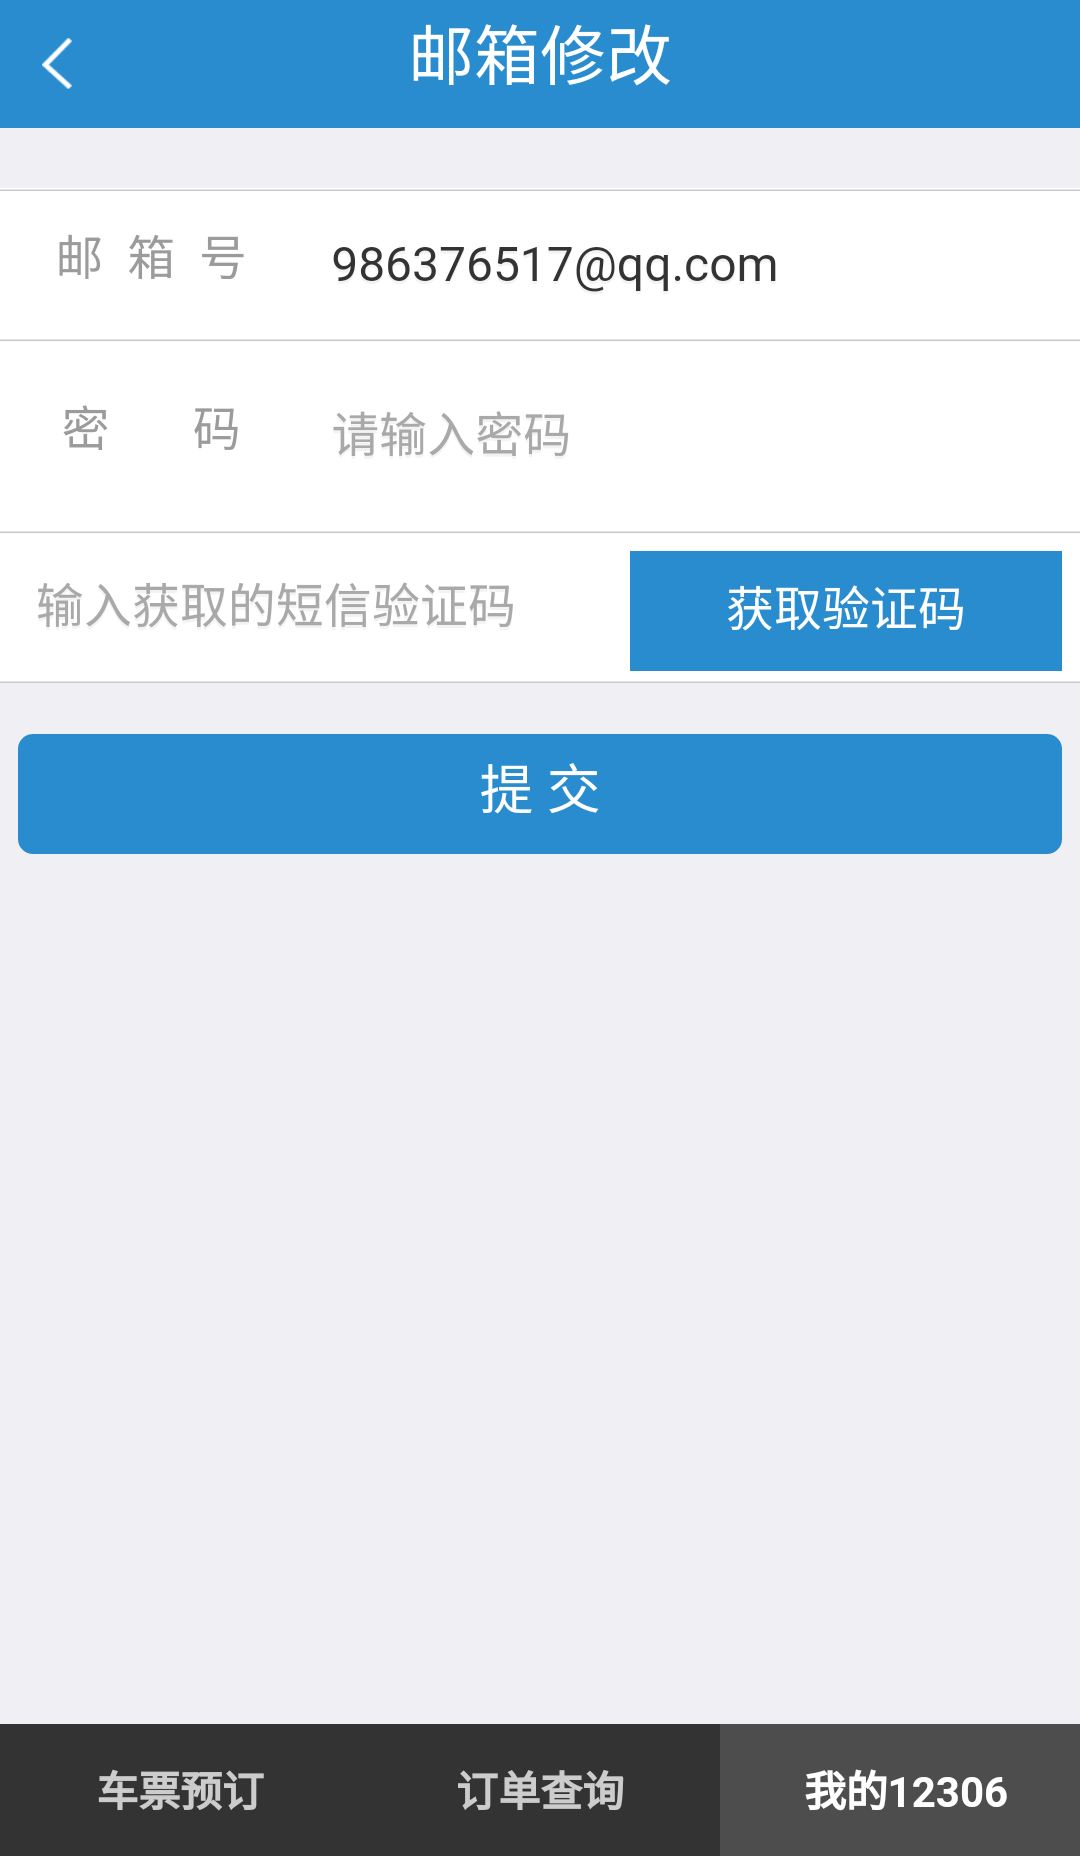 邮箱修改
邮 箱 号 986376517@qq.com
密 码 请输入密码
输入获取的短信验证码 获取验证码
提 交
车票预订 订单查询 我的12306